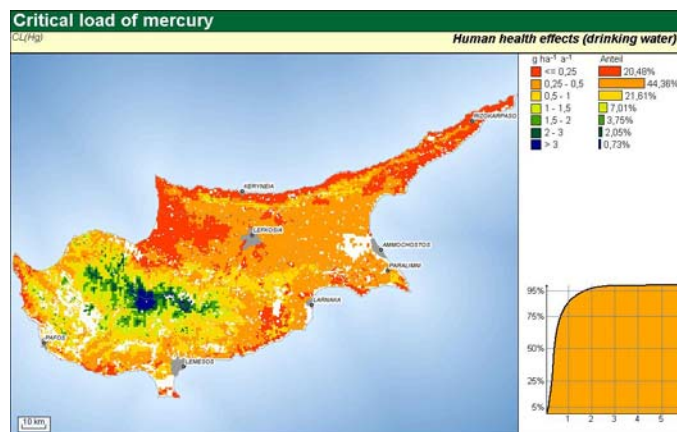 Critical load of mercury
CL(Hg)
Human health effects (drinking water)
g ha⁻¹ a⁻¹ Anteil
<= 0,25 20,48%
0,25 - 0,5 44,36%
0,5 - 1 21,61%
1 - 1,5 7,01%
1,5 - 2 3,75%
2 - 3 2,05%
> 3 0,73%
RIZOKARPASO
KERYNEIA
LEFKOSIA
AMMOCHOSTOS
PARALIMNI
LARNAKA
PAFOS
LEMESOS
10 km
95%
75%
50%
25%
5%
1 2 3 4 5